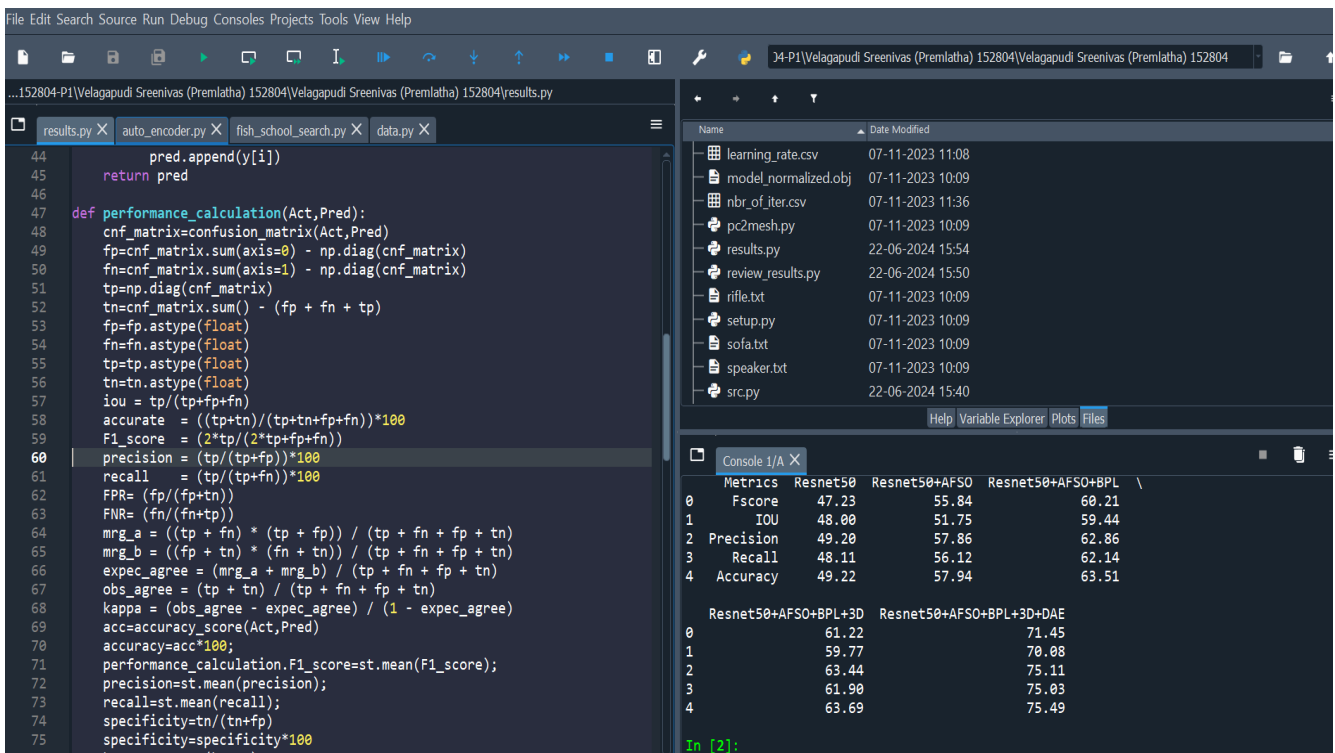 File Edit Search Source Run Debug Consoles Projects Tools View Help
04-P1\Velagapudi Sreenivas (Premlatha) 152804\Velagapudi Sreenivas (Premlatha) 152804
...152804-P1\Velagapudi Sreenivas (Premlatha) 152804\Velagapudi Sreenivas (Premlatha) 152804\results.py
results.py X auto_encoder.py X fish_school_search.py X data.py X
44 pred.append(y[i])
45 return pred
46
47 def performance_calculation(Act,Pred):
48 cnf_matrix=confusion_matrix(Act,Pred)
49 fp=cnf_matrix.sum(axis=0) - np.diag(cnf_matrix)
50 fn=cnf_matrix.sum(axis=1) - np.diag(cnf_matrix)
51 tp=np.diag(cnf_matrix)
52 tn=cnf_matrix.sum() - (fp + fn + tp)
53 fp=fp.astype(float)
54 fn=fn.astype(float)
55 tp=tp.astype(float)
56 tn=tn.astype(float)
57 iou = tp/(tp+fp+fn)
58 accurate  = ((tp+tn)/(tp+tn+fp+fn))*100
59 F1_score  = (2*tp/(2*tp+fp+fn))
60 precision = (tp/(tp+fp))*100
61 recall    = (tp/(tp+fn))*100
62 FPR= (fp/(fp+tn))
63 FNR= (fn/(fn+tp))
64 mrg_a = ((tp + fn) * (tp + fp)) / (tp + fn + fp + tn)
65 mrg_b = ((fp + tn) * (fn + tn)) / (tp + fn + fp + tn)
66 expec_agree = (mrg_a + mrg_b) / (tp + fn + fp + tn)
67 obs_agree = (tp + tn) / (tp + fn + fp + tn)
68 kappa = (obs_agree - expec_agree) / (1 - expec_agree)
69 acc=accuracy_score(Act,Pred)
70 accuracy=acc*100;
71 performance_calculation.F1_score=st.mean(F1_score);
72 precision=st.mean(precision);
73 recall=st.mean(recall);
74 specificity=tn/(tn+fp)
75 specificity=specificity*100
Name Date Modified
learning_rate.csv 07-11-2023 11:08
model_normalized.obj 07-11-2023 10:09
nbr_of_iter.csv 07-11-2023 11:36
pc2mesh.py 07-11-2023 10:09
results.py 22-06-2024 15:54
review_results.py 22-06-2024 15:50
rifle.txt 07-11-2023 10:09
setup.py 07-11-2023 10:09
sofa.txt 07-11-2023 10:09
speaker.txt 07-11-2023 10:09
src.py 22-06-2024 15:40
Help Variable Explorer Plots Files
Console 1/A X
Metrics Resnet50 Resnet50+AFSO Resnet50+AFSO+BPL \
0 Fscore 47.23 55.84 60.21
1 IOU 48.00 51.75 59.44
2 Precision 49.20 57.86 62.86
3 Recall 48.11 56.12 62.14
4 Accuracy 49.22 57.94 63.51
Resnet50+AFSO+BPL+3D Resnet50+AFSO+BPL+3D+DAE
0 61.22 71.45
1 59.77 70.08
2 63.44 75.11
3 61.90 75.03
4 63.69 75.49
In [2]: